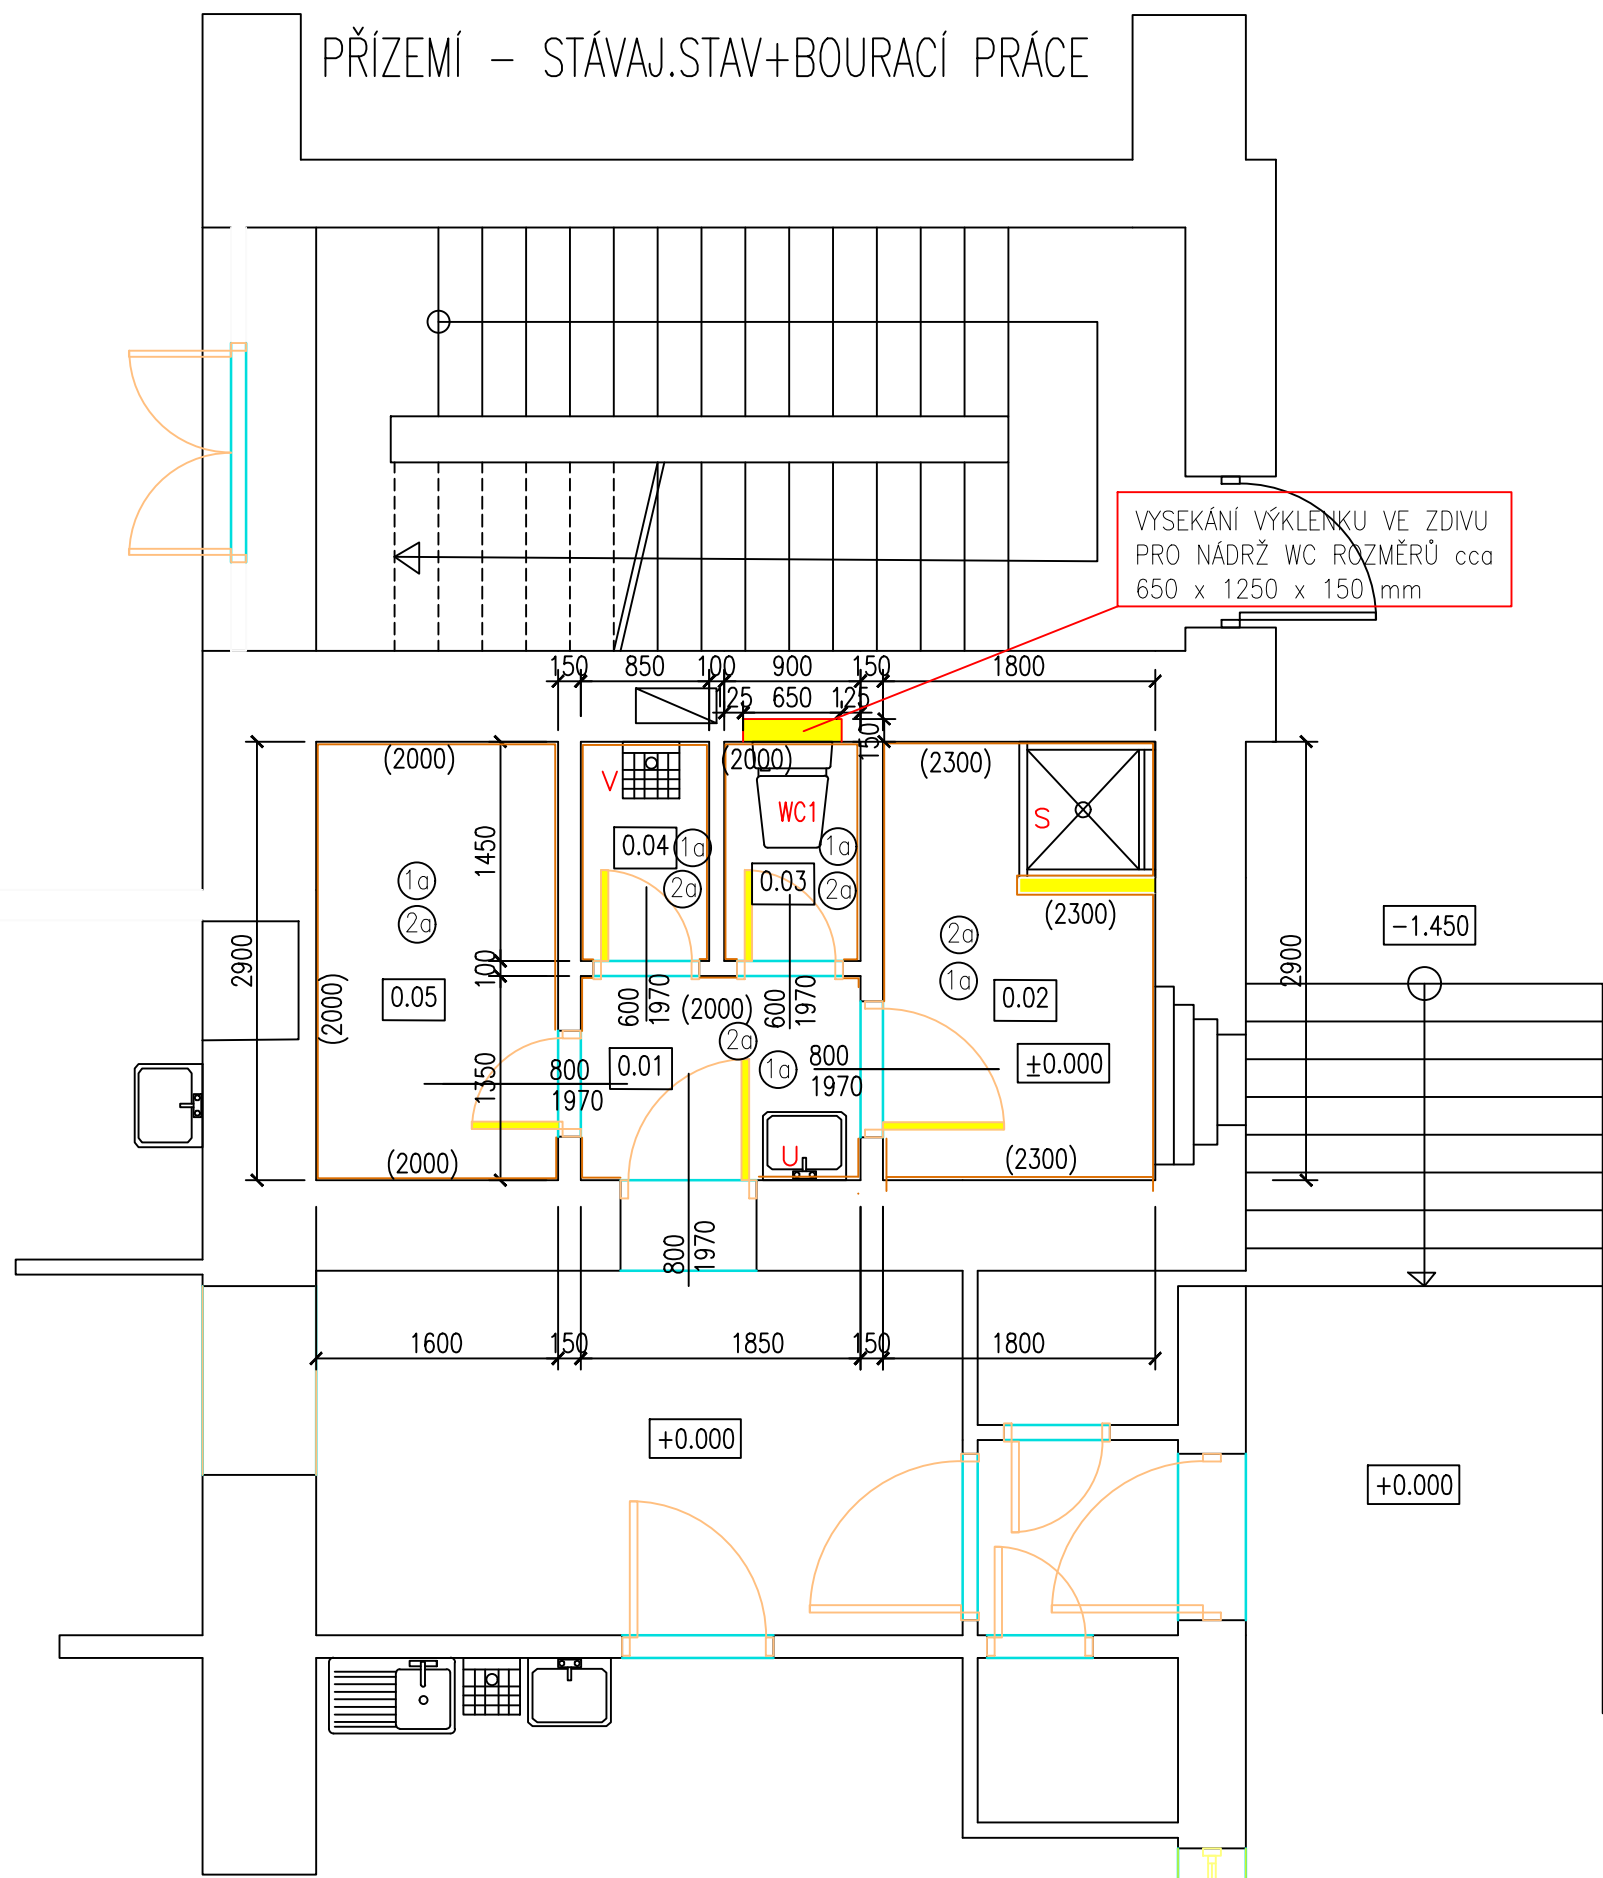 PŘÍZEMÍ - STÁVAJ.STAV+BOURACÍ PRÁCE
VYSEKÁNÍ VÝKLENKU VE ZDIVU
PRO NÁDRŽ WC ROZMĚRŮ cca
650 x 1250 x 150 mm
150 850 100 900 150 1800
125 650 125
150
(2000) (2000) (2300)
V
WC1
S
0.04 1a 1a
1450
1a 2a 0.03 2a
2a
(2300)
-1.450
2900
100
2a
1a
2900
0.05
(2000)
600
1970
(2000)
600
1970
0.02
2a
0.01
1a
±0.000
1350
800
1970
800
1970
U
(2000)
(2300)
800
1970
1600 150 1850 150 1800
+0.000
+0.000